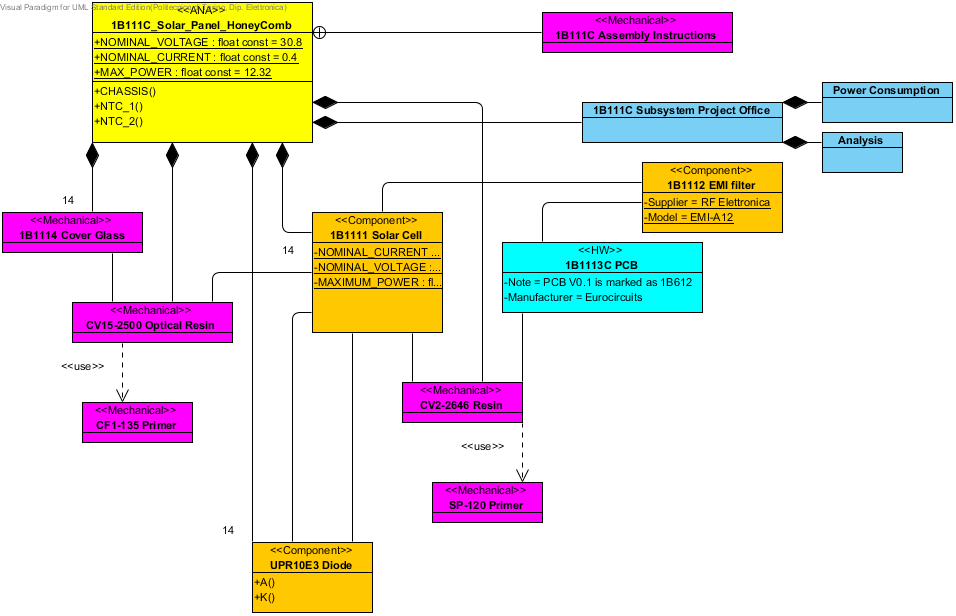 Visual Paradigm for UML Standard Edition(Politecnico di Torino, Dip. Elettronica)
<<ANA>>
1B111C_Solar_Panel_HoneyComb
+NOMINAL_VOLTAGE : float const = 30.8
+NOMINAL_CURRENT : float const = 0.4
+MAX_POWER : float const = 12.32
+CHASSIS()
+NTC_1()
+NTC_2()
<<Mechanical>>
1B111C Assembly Instructions
1B111C Subsystem Project Office
Power Consumption
Analysis
<<Component>>
1B1112 EMI filter
-Supplier = RF Elettronica
-Model = EMI-A12
14
<<Mechanical>>
1B1114 Cover Glass
14
<<Component>>
1B1111 Solar Cell
-NOMINAL_CURRENT ...
-NOMINAL_VOLTAGE :...
-MAXIMUM_POWER : fl...
<<HW>>
1B1113C PCB
-Note = PCB V0.1 is marked as 1B612
-Manufacturer = Eurocircuits
<<Mechanical>>
CV15-2500 Optical Resin
<<use>>
<<Mechanical>>
CF1-135 Primer
<<Mechanical>>
CV2-2646 Resin
<<use>>
<<Mechanical>>
SP-120 Primer
14
<<Component>>
UPR10E3 Diode
+A()
+K()